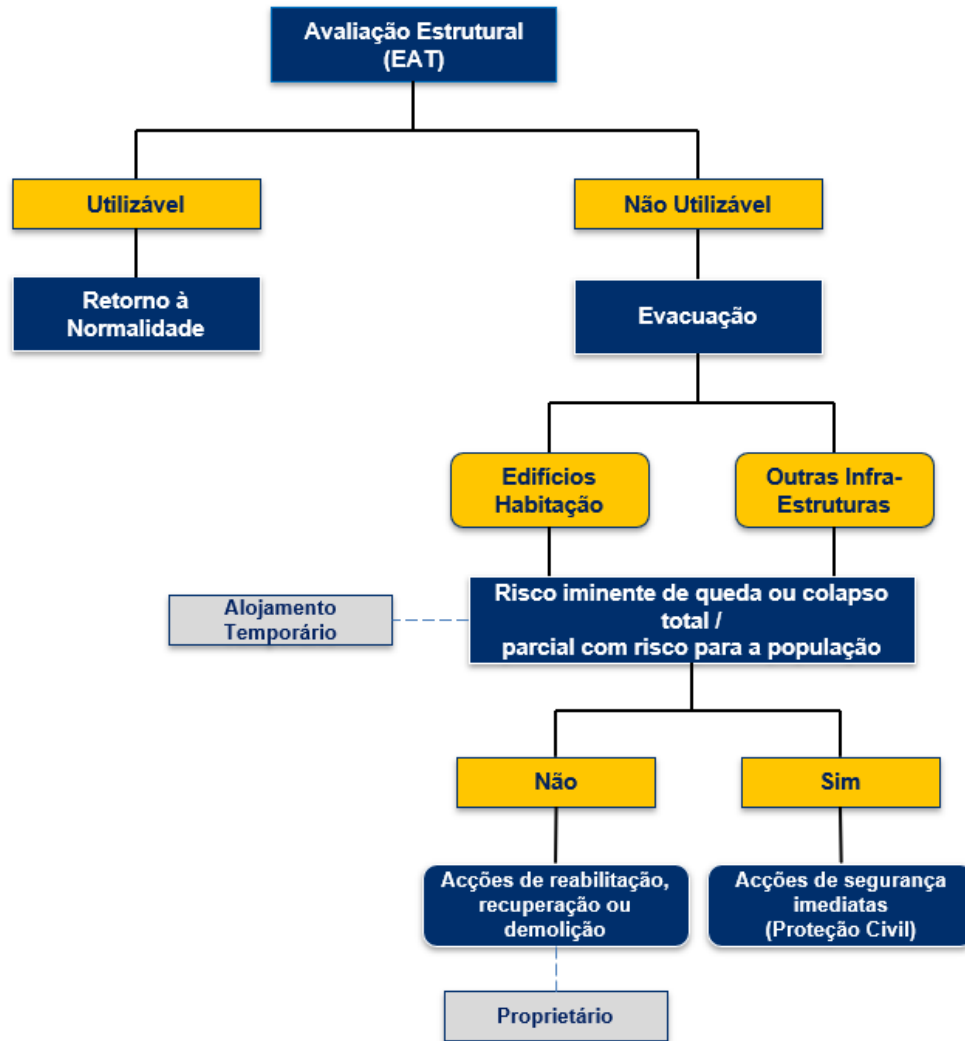 Avaliação Estrutural
(EAT)
Utilizável
Não Utilizável
Retorno à
Normalidade
Evacuação
Edifícios
Habitação
Outras Infra-
Estruturas
Alojamento
Temporário
Risco iminente de queda ou colapso
total /
parcial com risco para a população
Não
Sim
Acções de reabilitação,
recuperação ou
demolição
Acções de segurança
imediatas
(Proteção Civil)
Proprietário